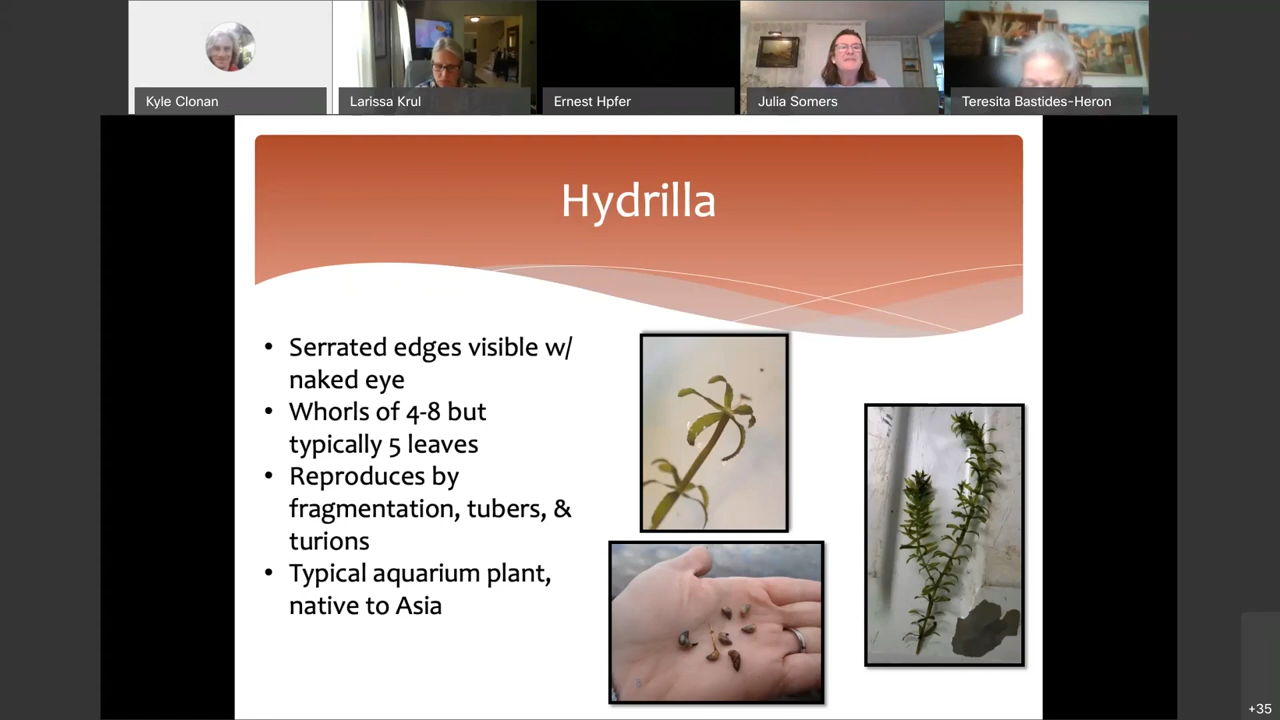 Kyle Clonan
Larissa Krul
Ernest Hpfer
Julia Somers
Teresita Bastides-Heron
Hydrilla
• Serrated edges visible w/
naked eye
• Whorls of 4-8 but
typically 5 leaves
• Reproduces by
fragmentation, tubers, &
turions
• Typical aquarium plant,
native to Asia
+35